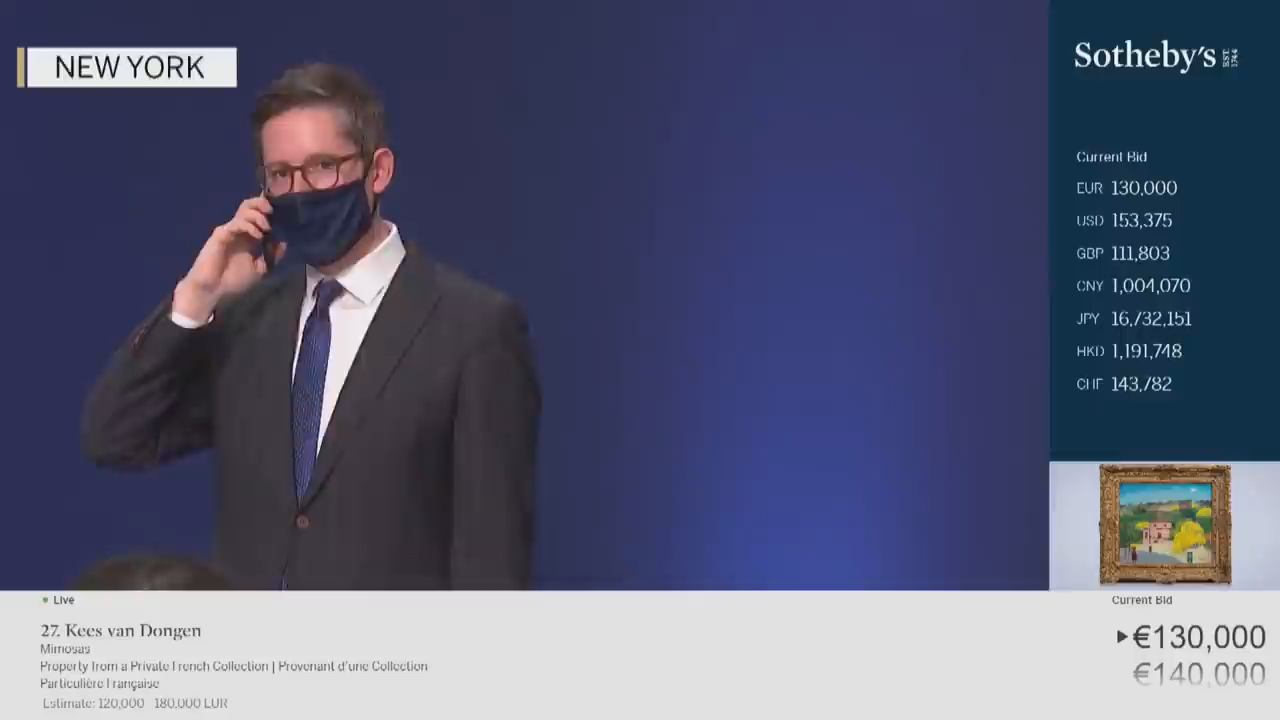 NEW YORK
Sotheby's EST. 1744
Current Bid
EUR 130,000
USD 153,375
GBP 111,803
CNY 1,004,070
JPY 16,732,151
HKD 1,191,748
CHF 143,782
Live
27. Kees van Dongen
Mimosas
Property from a Private French Collection | Provenant d'une Collection
Particulière Française
Estimate: 120,000 - 180,000 EUR
Current Bid
€130,000
€140,000